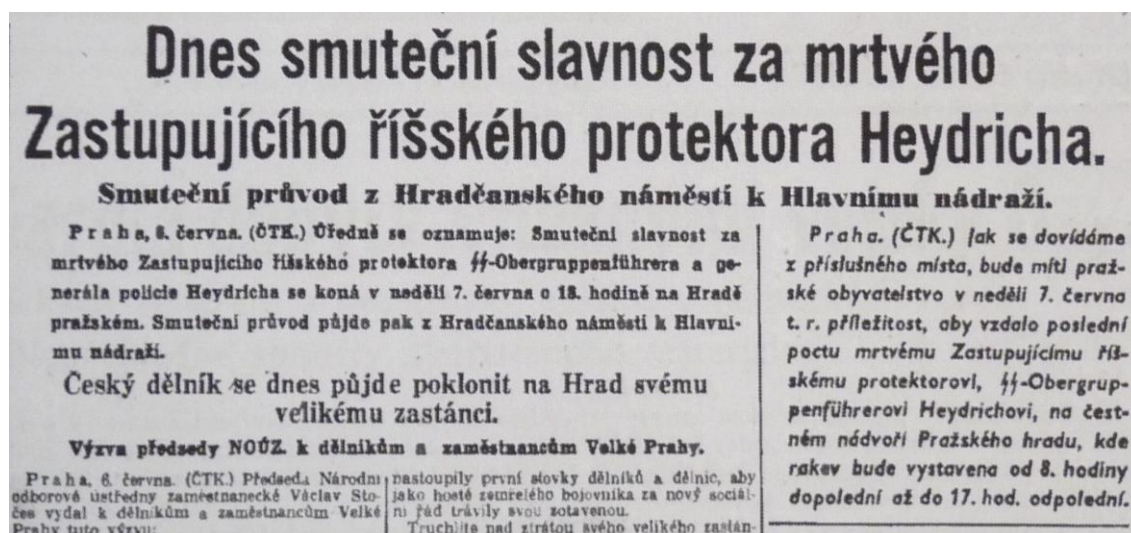 Dnes smuteční slavnost za mrtvého
Zastupujícího říšského protektora Heydricha.
Smuteční průvod z Hradčanského náměstí k Hlavnímu nádraží.
Praha, 6. června. (ČTK.) Úředně se oznamuje: Smuteční slavnost za
mrtvého Zastupujícího říšského protektora ᛋᛋ-Obergruppenführera a ge-
nerála policie Heydricha se koná v neděli 7. června o 18. hodině na Hradě
pražském. Smuteční průvod půjde pak z Hradčanského náměstí k Hlavní-
mu nádraží.
Český dělník se dnes půjde poklonit na Hrad svému
velikému zastánci.
Výzva předsedy NOÚZ. k dělníkům a zaměstnancům Velké Prahy.
Praha, 6. června. (ČTK.) Předseda Národní
odborové ústředny zaměstnanecké Václav Sto-
čes vydal k dělníkům a zaměstnancům Velké
Prahy tuto výzvu:
nastoupily první stovky dělníků a dělnic, aby
jako hosté zemřelého bojovníka za nový sociál-
ní řád trávily svou zotavenou.
Truchlíte nad ztrátou svého velikého zastán-
Praha. (ČTK.) Jak se dovídáme
z příslušného místa, bude míti praž-
ské obyvatelstvo v neděli 7. června
t. r. příležitost, aby vzdalo poslední
poctu mrtvému Zastupujícímu říš-
skému protektorovi, ᛋᛋ-Obergrup-
penführerovi Heydrichovi, na čest-
ném nádvoří Pražského hradu, kde
rakev bude vystavena od 8. hodiny
dopolední až do 17. hod. odpolední.